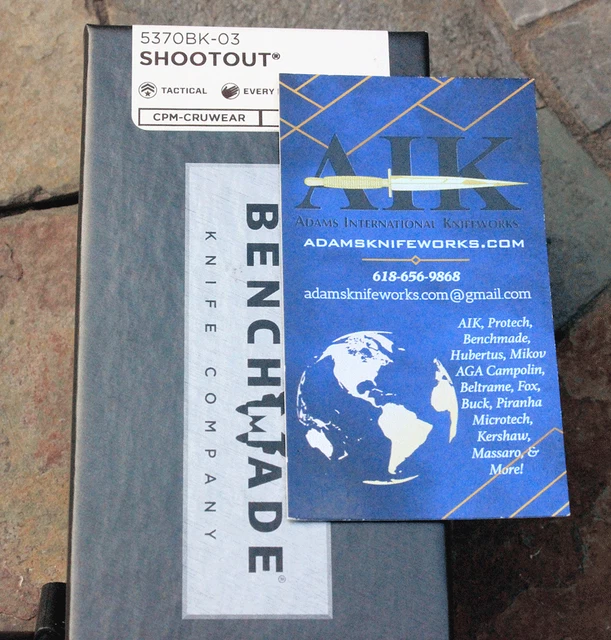 5370BK-03
SHOOTOUT®
TACTICAL EVERY
CPM-CRUWEAR
BENCHMADE®
KNIFE COMPANY
AIK
ADAMS INTERNATIONAL KNIFEWORKS
ADAMSKNIFEWORKS.COM
618-656-9868
adamsknifeworks.com@gmail.com
AIK, Protech,
Benchmade,
Hubertus, Mikov
AGA Campolin,
Beltrame, Fox,
Buck, Piranha
Microtech,
Kershaw,
Massaro, &
More!